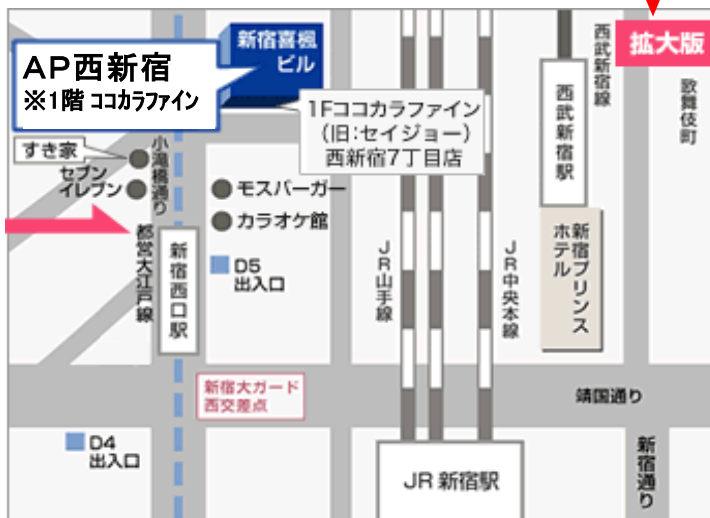 拡大版
新宿喜楓
ビル
AP西新宿
※1階 ココカラファイン
1Fココカラファイン
(旧:セイジョー)
西新宿7丁目店
すき家
セブン
イレブン
小滝橋通り
モスバーガー
カラオケ館
都営大江戸線
新宿西口駅
D5
出入口
JR山手線
JR中央本線
西武新宿線
西武新宿駅
歌舞伎町
新宿プリンス
ホテル
新宿大ガード
西交差点
靖国通り
D4
出入口
JR 新宿駅
新宿通り